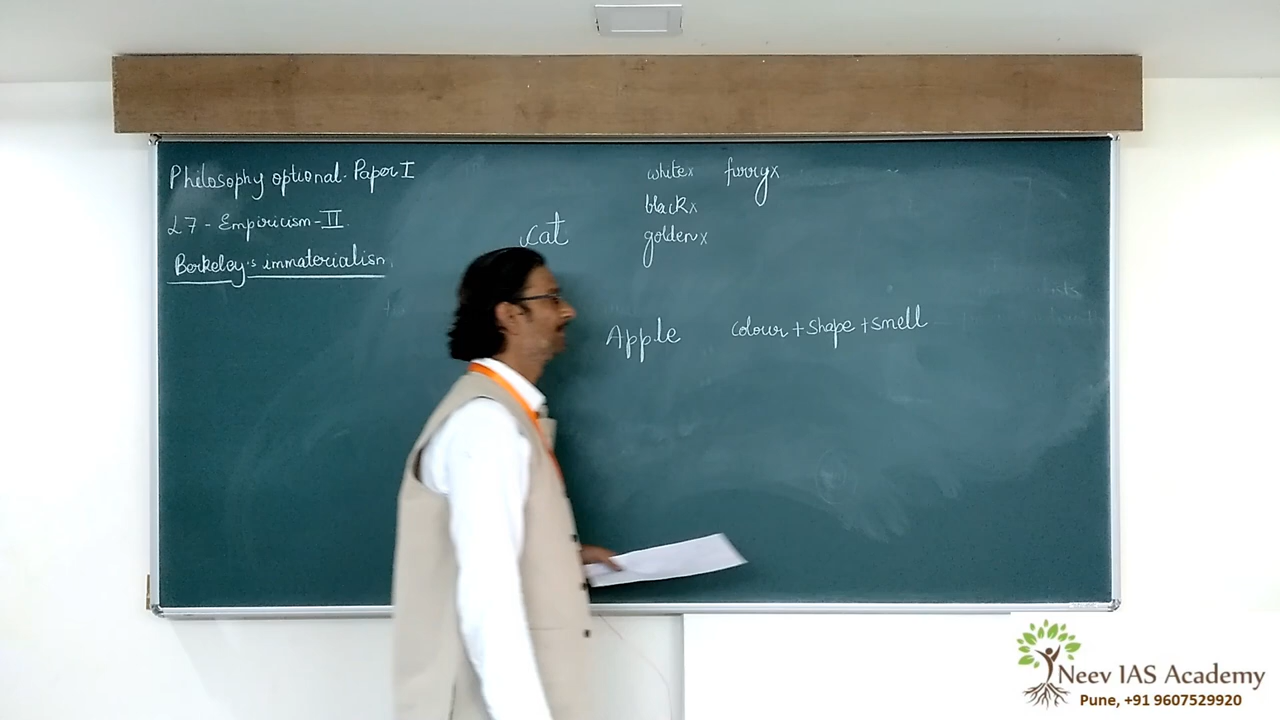 Philosophy optional. Paper I
L7 - Empiricism - II
Berkeley's immaterialism
white x furry x
black x
golden x
Cat
Apple colour + shape + smell
Neev IAS Academy
Pune, +91 9607529920